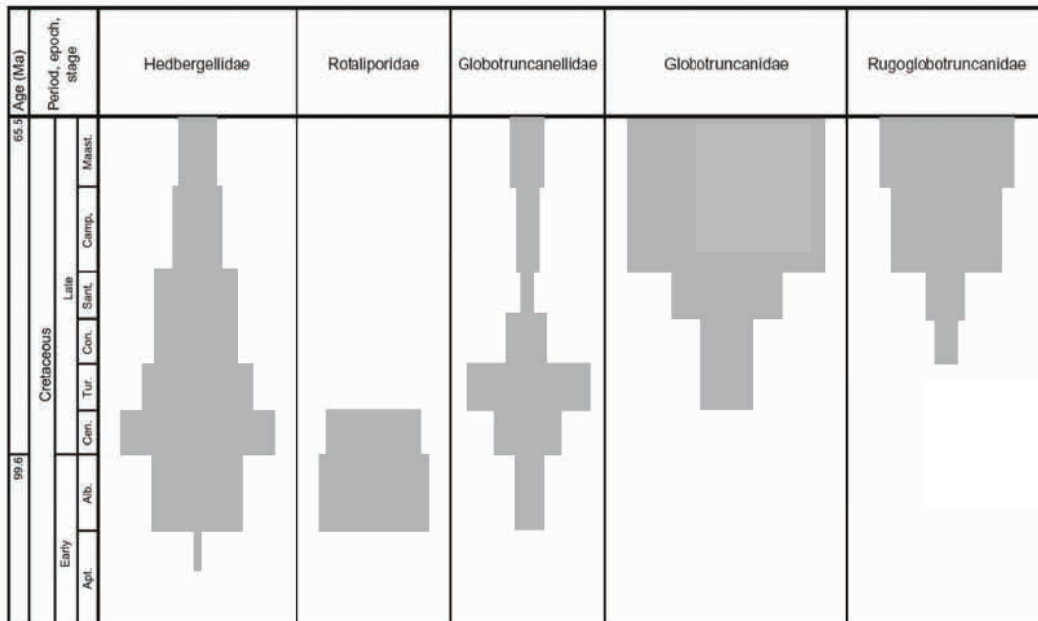 Age (Ma)
Period, epoch,
stage
Hedbergellidae
Rotaliporidae
Globotruncanellidae
Globotruncanidae
Rugoglobotruncanidae
65.5
99.6
Cretaceous
Late
Early
Maast.
Camp.
Sant.
Con.
Tur.
Cen.
Alb.
Apt.